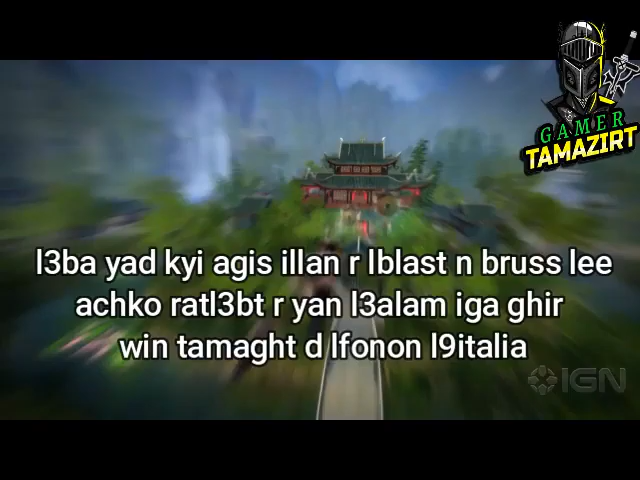 GAMER
TAMAZIRT
l3ba yad kyi agis illan r lblast n bruss lee
achko ratl3bt r yan l3alam iga ghir
win tamaght d lfonon l9italia
IGN